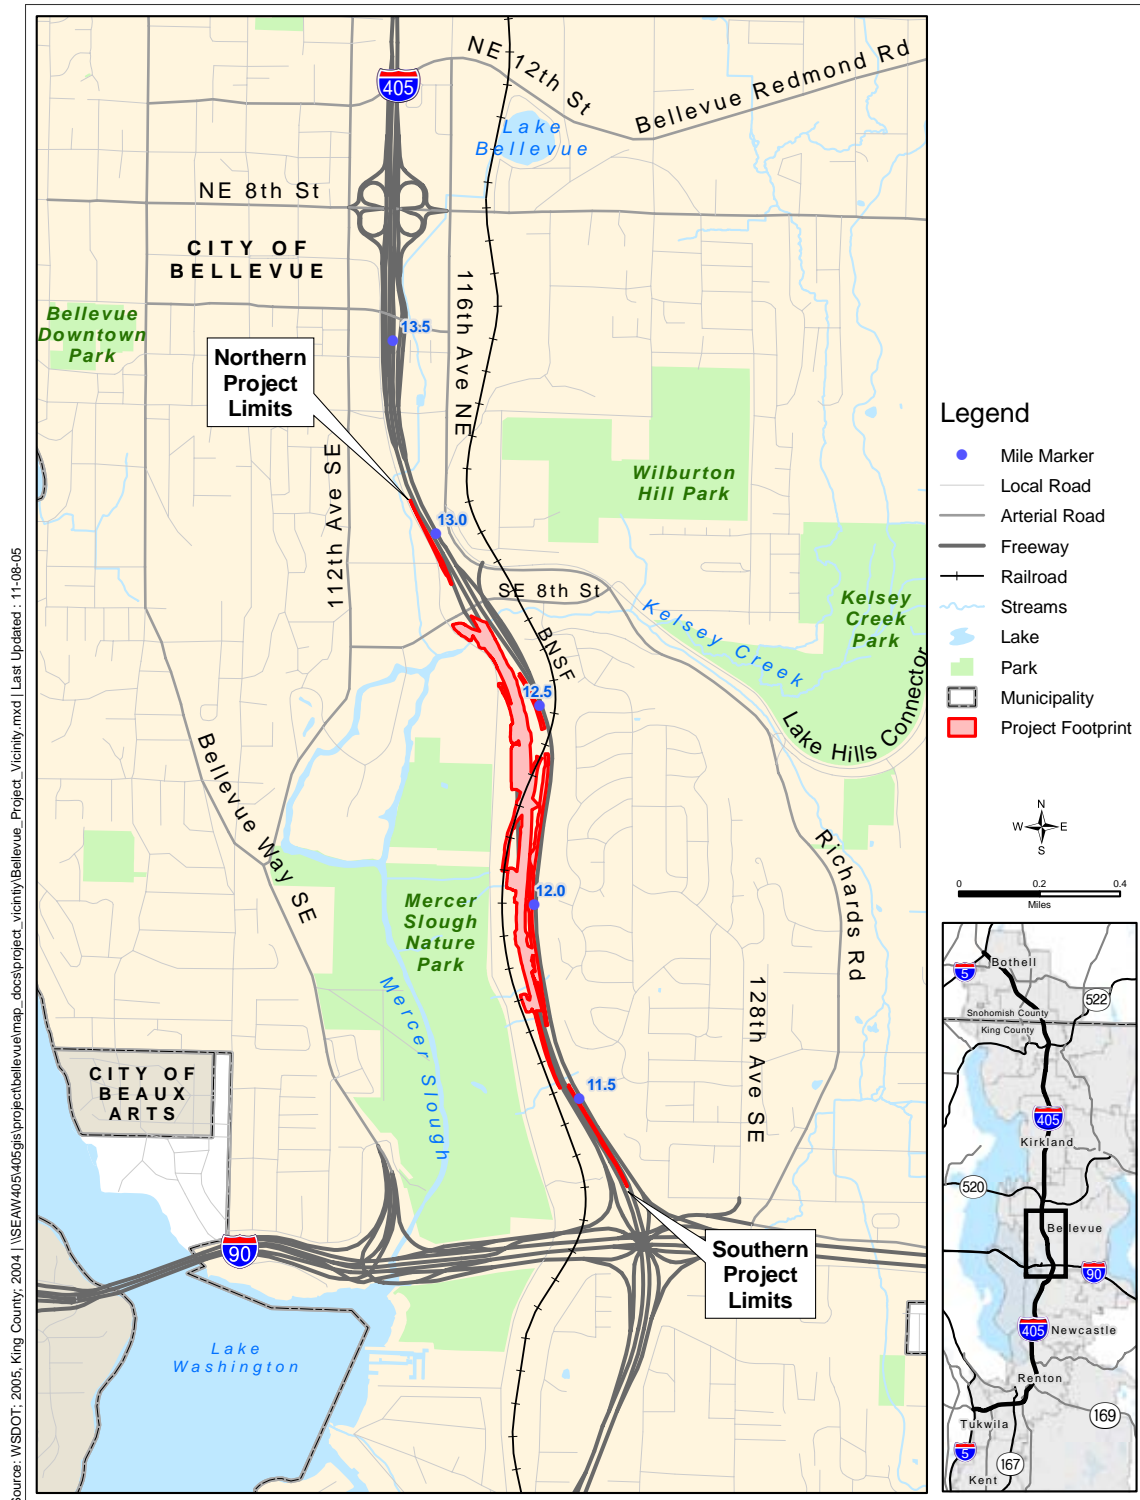 NE 12th St
Bellevue Redmond Rd
405
Lake
Bellevue
NE 8th St
CITY OF
BELLEVUE
116th Ave NE
Bellevue
Downtown
Park
13.5
Northern
Project
Limits
112th Ave SE
Wilburton
Hill Park
13.0
SE 8th St
Kelsey Creek
Kelsey
Creek
Park
BNSF
12.5
Lake Hills Connector
Bellevue Way SE
Richards Rd
12.0
Mercer
Slough
Nature
Park
Mercer Slough
128th Ave SE
11.5
CITY OF
BEAUX
ARTS
90
Southern
Project
Limits
Lake
Washington
Legend
Mile Marker
Local Road
Arterial Road
Freeway
Railroad
Streams
Lake
Park
Municipality
Project Footprint
N
W E
S
0 0.2 0.4
Miles
Bothell
5
522
Snohomish County
King County
405
Kirkland
520
Bellevue
90
405
Newcastle
Renton
169
Tukwila
5
167
Kent
Source: WSDOT; 2005, King County; 2004 | \\SEAW405\405gis\project\bellevue\map_docs\project_vicintiy\Bellevue_Project_Vicinity.mxd | Last Updated : 11-08-05